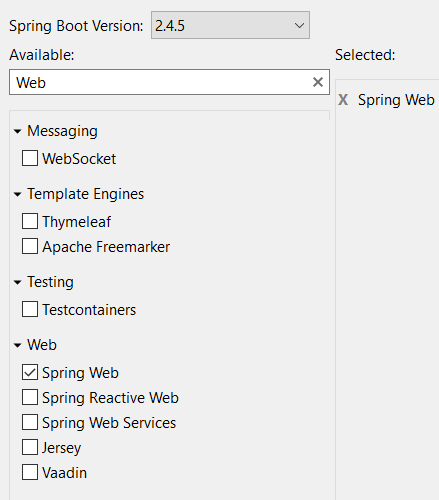 Spring Boot Version: 2.4.5
Available:
Selected:
Web
X Spring Web
Messaging
WebSocket
Template Engines
Thymeleaf
Apache Freemarker
Testing
Testcontainers
Web
Spring Web
Spring Reactive Web
Spring Web Services
Jersey
Vaadin